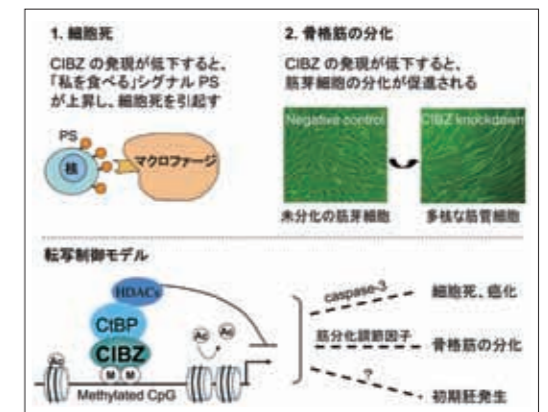 1. 細胞死
CIBZ の発現が低下すると、
「私を食べる」シグナル PS
が上昇し、細胞死を引起す
PS
核
マクロファージ
2. 骨格筋の分化
CIBZ の発現が低下すると、
筋芽細胞の分化が促進される
Negative control
CIBZ knockdown
未分化の筋芽細胞
多核な筋管細胞
転写制御モデル
HDACs
CtBP
CIBZ
Ac
Ac
Ac
M M
Methylated CpG
caspase-3
細胞死、癌化
筋分化調節因子
骨格筋の分化
?
初期胚発生